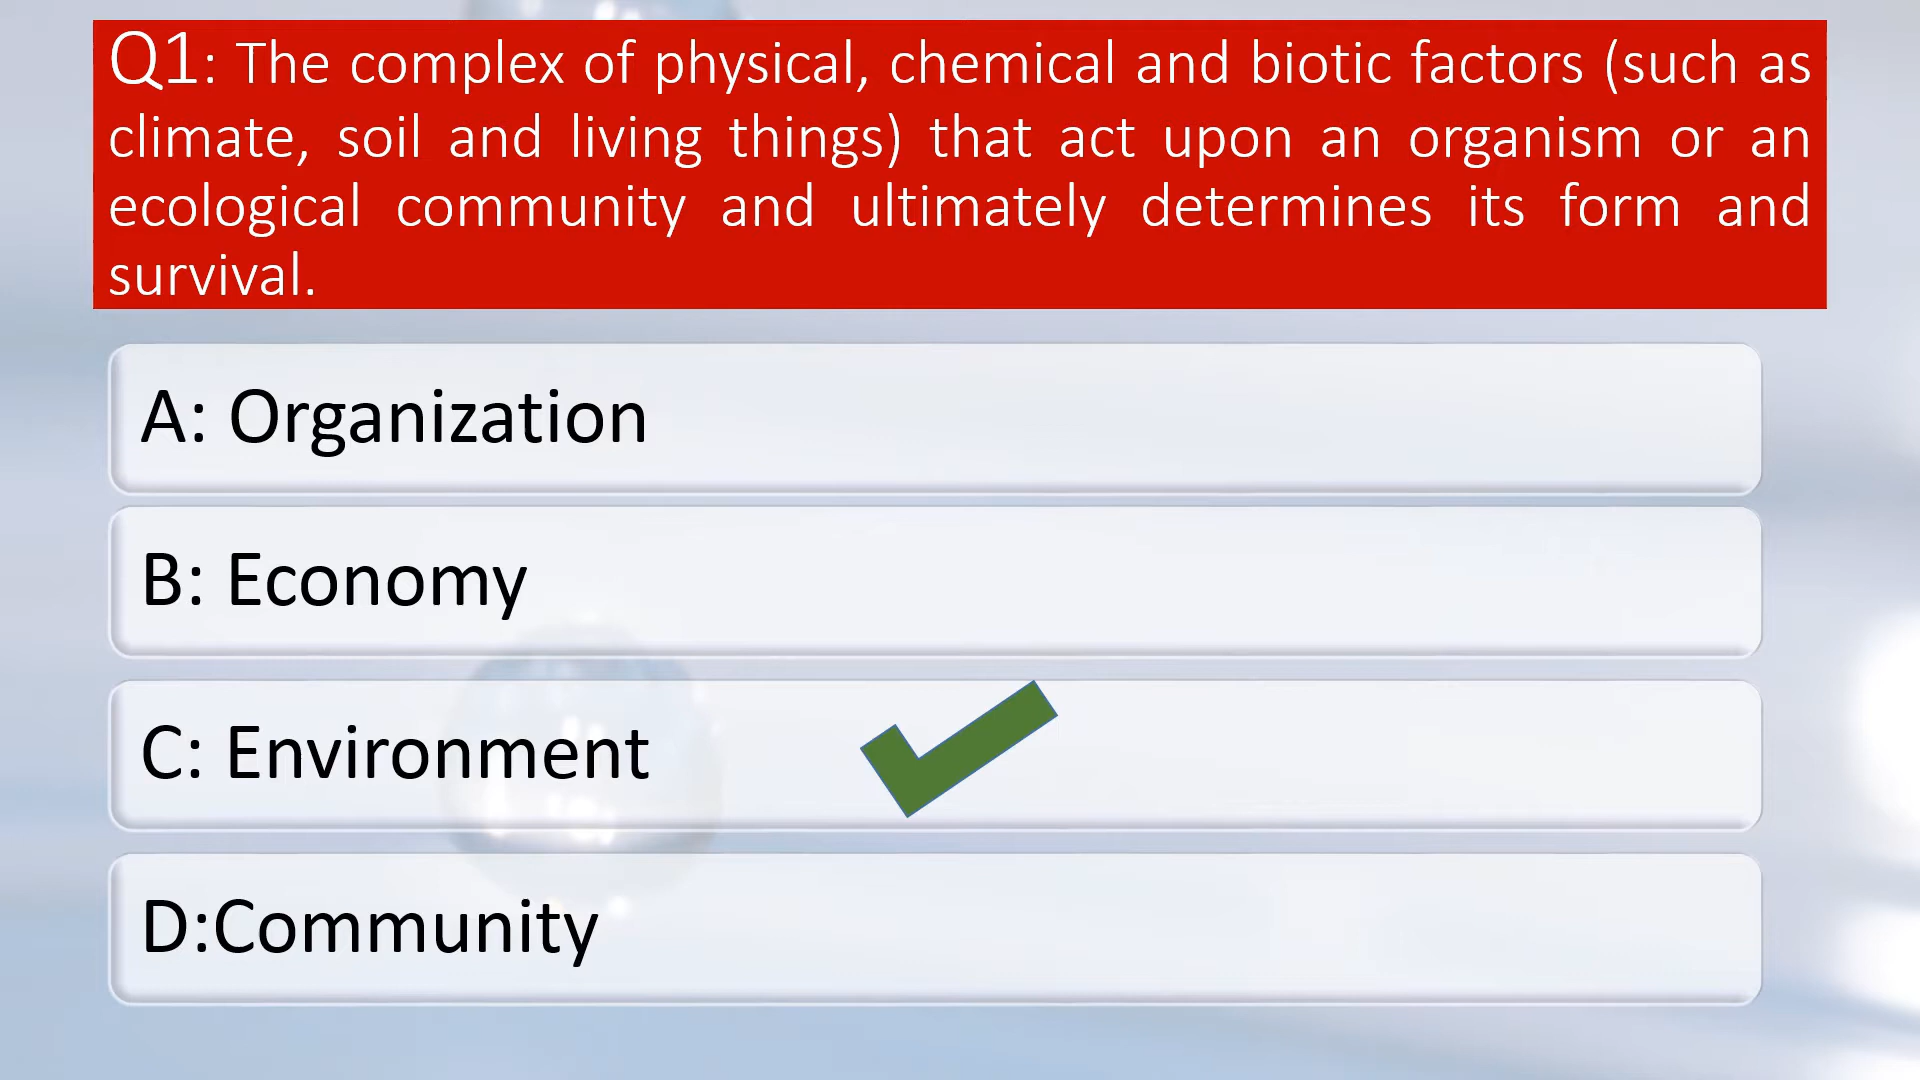 Q1: The complex of physical, chemical and biotic factors (such as
climate, soil and living things) that act upon an organism or an
ecological community and ultimately determines its form and
survival.
A: Organization
B: Economy
C: Environment
D:Community